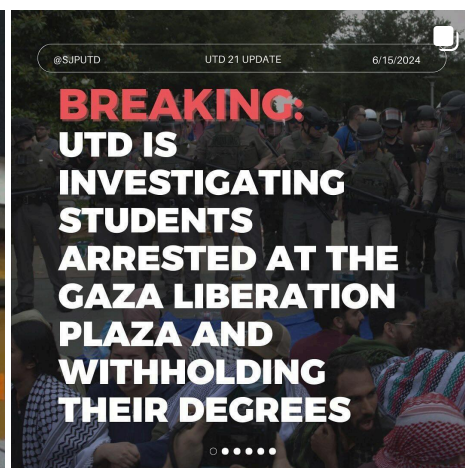 @SJPUTD
UTD 21 UPDATE
6/15/2024
BREAKING:
UTD IS
INVESTIGATING
STUDENTS
ARRESTED AT THE
GAZA LIBERATION
PLAZA AND
WITHHOLDING
THEIR DEGREES